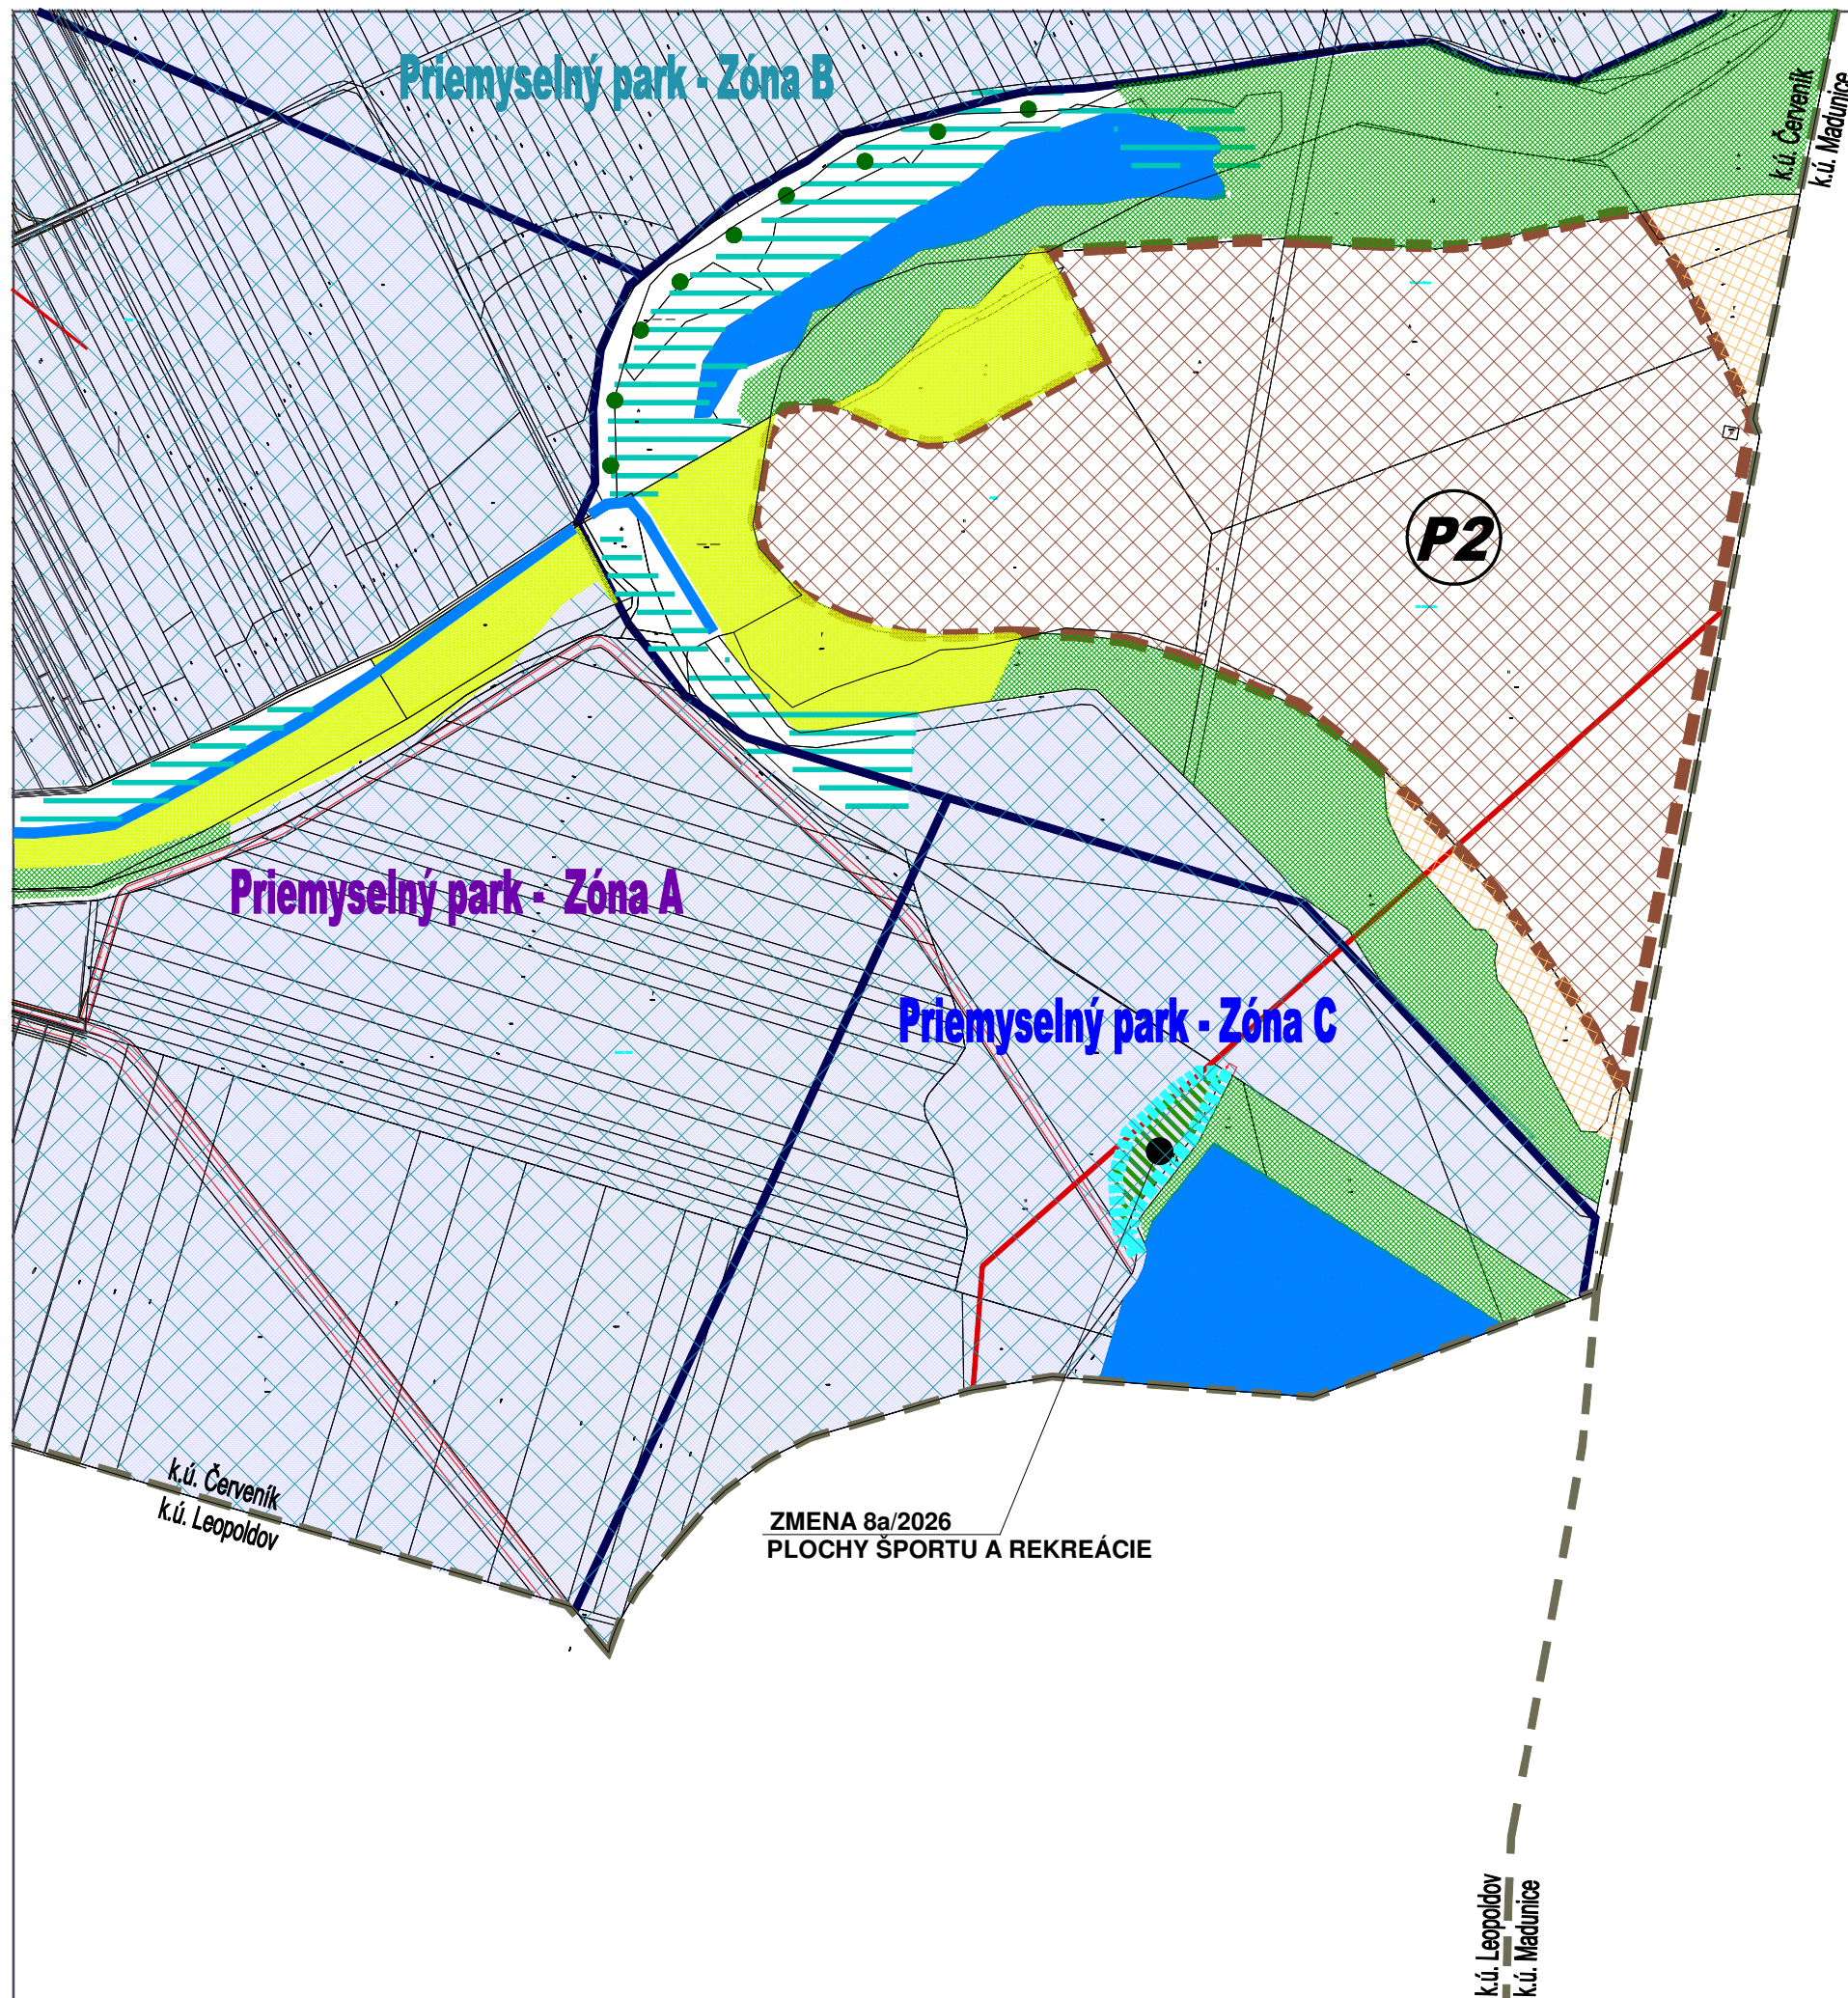 Priemyselný park - Zóna B
k.ú. Červeník
k.ú. Madunice
P2
Priemyselný park - Zóna A
Priemyselný park - Zóna C
k.ú. Červeník
k.ú. Leopoldov
ZMENA 8a/2026
PLOCHY ŠPORTU A REKREÁCIE
k.ú. Leopoldov
k.ú. Madunice